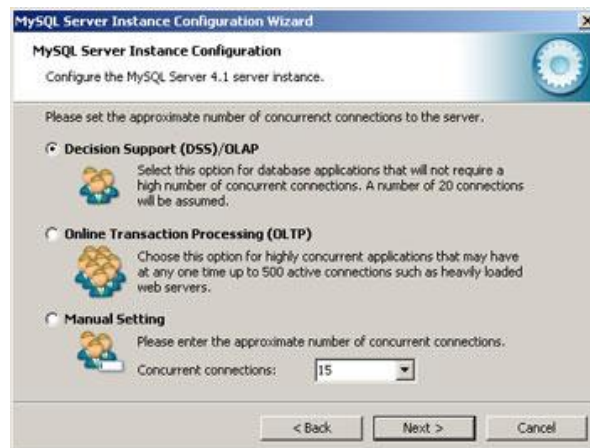 MySQL Server Instance Configuration Wizard
MySQL Server Instance Configuration
Configure the MySQL Server 4.1 server instance.
Please set the approximate number of concurrenct connections to the server.
Decision Support (DSS)/OLAP
Select this option for database applications that will not require a
high number of concurrent connections. A number of 20 connections
will be assumed.
Online Transaction Processing (OLTP)
Choose this option for highly concurrent applications that may have
at any one time up to 500 active connections such as heavily loaded
web servers.
Manual Setting
Please enter the approximate number of concurrent connections.
Concurrent connections: 15
< Back Next > Cancel